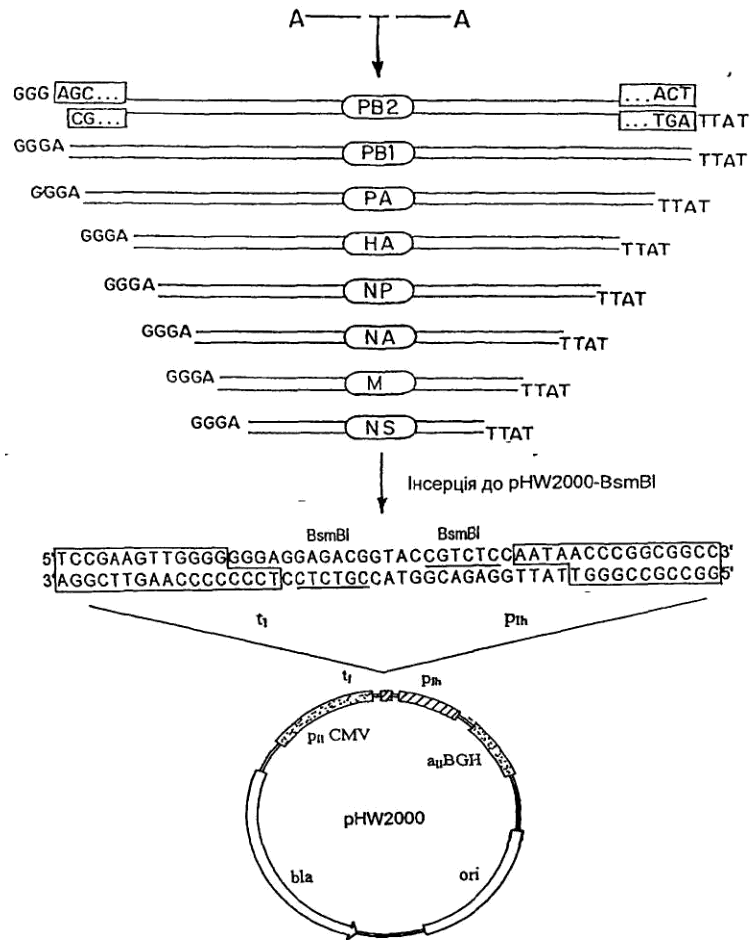 A T A
GGG AGC... ...ACT
PB2
CG... ...TGA TTAT
GGGA PB1 TTAT
GGGA PA TTAT
GGGA HA TTAT
GGGA NP TTAT
GGGA NA TTAT
GGGA M TTAT
GGGA NS TTAT
Інсерція до pHW2000-BsmBI
BsmBI BsmBI
5'TCCGAAGTTGGGGGGGAGGAGACGGTACCGTCTCCAATAACCCGGCGGCC3'
3'AGGCTTGAACCCCCCCTCCTCTGCCATGGCAGAGGTTATTGGGCCGCCGG5'
tI pIh
tI pIh
pII CMV
aIIBGH
pHW2000
bla ori